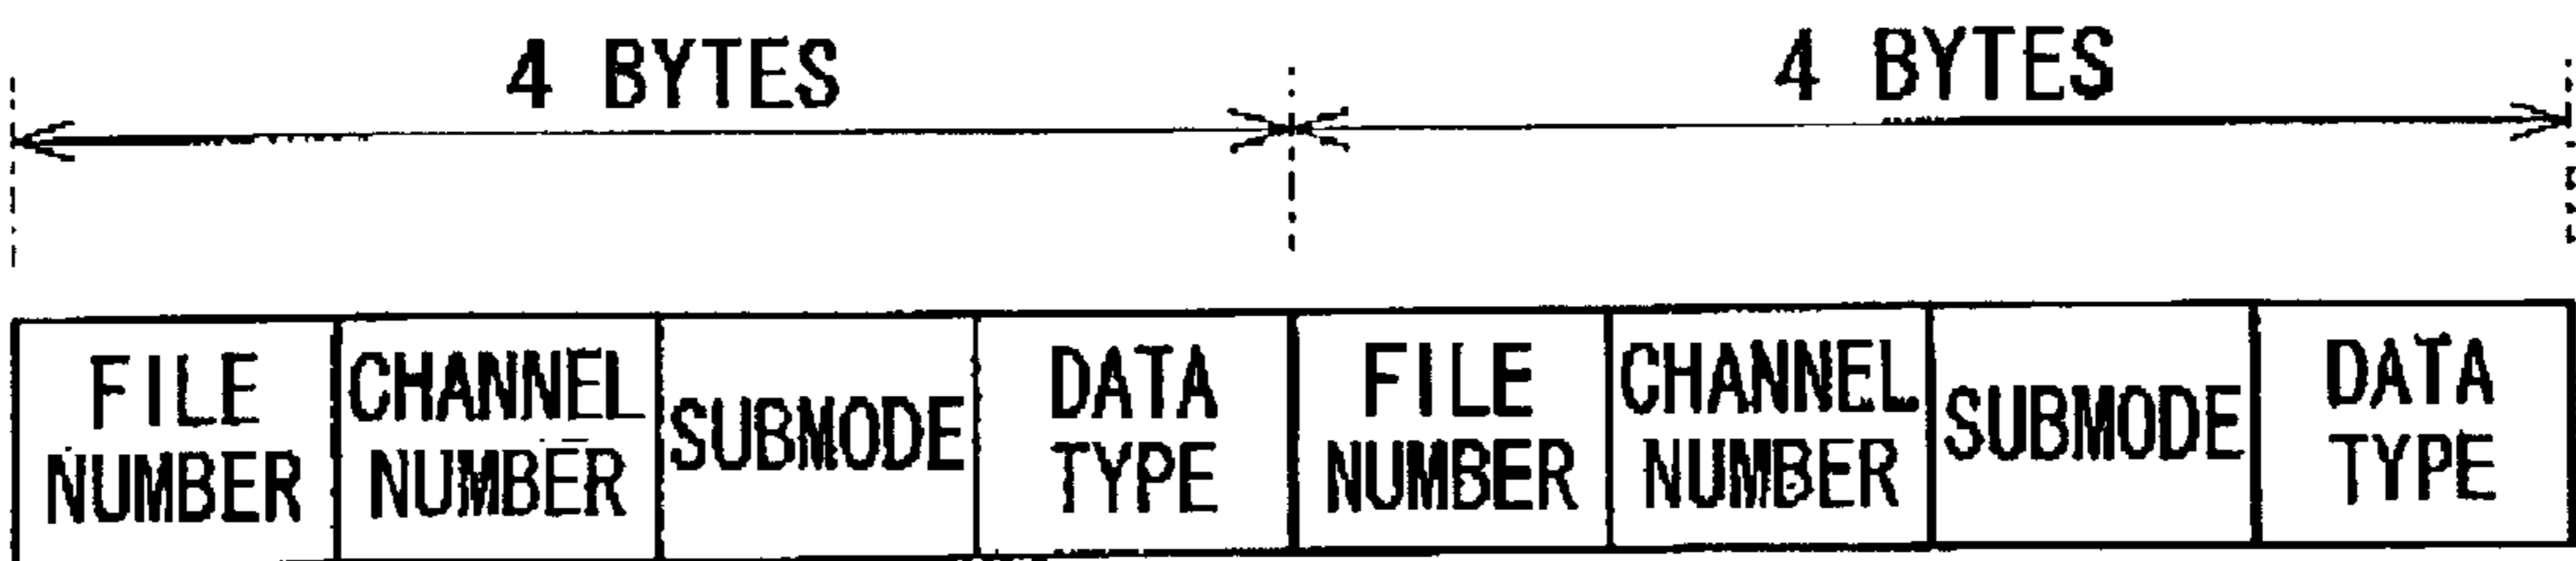 4 BYTES 4 BYTES
FILE NUMBER CHANNEL NUMBER SUBMODE DATA TYPE FILE NUMBER CHANNEL NUMBER SUBMODE DATA TYPE